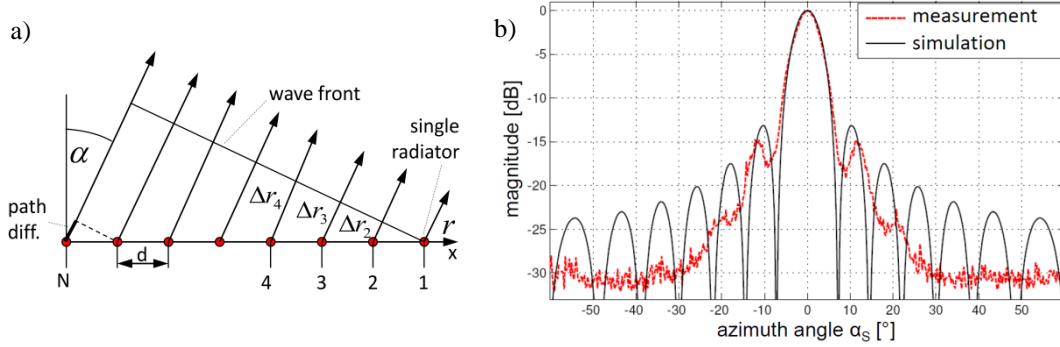 a)
α
path
diff.
N
d
wave front
single
radiator
Δr₄
Δr₃
Δr₂
r
x
4
3
2
1
b)
magnitude [dB]
0
-5
-10
-15
-20
-25
-30
-50
-40
-30
-20
-10
0
10
20
30
40
50
azimuth angle αS [°]
measurement
simulation